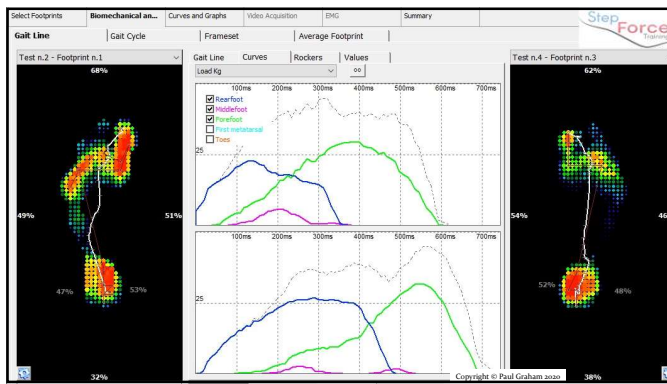 Select Footprints Biomechanical an... Curves and Graphs Video Acquisition EMG Summary
Step
Force
Training
Gait Line Gait Cycle Frameset Average Footprint
Test n.2 - Footprint n.1
68%
49% 51%
47% 53%
32%
Gait Line Curves Rockers Values
Load Kg
100ms 200ms 300ms 400ms 500ms 600ms 700ms
Rearfoot
Middlefoot
Forefoot
First metatarsal
Toes
25
100ms 200ms 300ms 400ms 500ms 600ms 700ms
25
Copyright © Paul Graham 2020
Test n.4 - Footprint n.3
62%
54% 46
52% 48%
38%